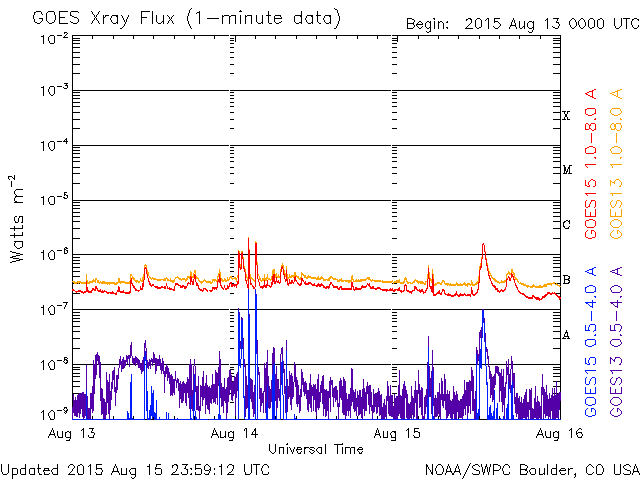 GOES Xray Flux (1-minute data)
Begin: 2015 Aug 13 0000 UTC
10-2
10-3
10-4
10-5
10-6
10-7
10-8
10-9
Watts m-2
X
M
C
B
A
GOES15 1.0-8.0 A
GOES13 1.0-8.0 A
GOES15 0.5-4.0 A
GOES13 0.5-4.0 A
Aug 13 Aug 14 Aug 15 Aug 16
Universal Time
Updated 2015 Aug 15 23:59:12 UTC
NOAA/SWPC Boulder, CO USA